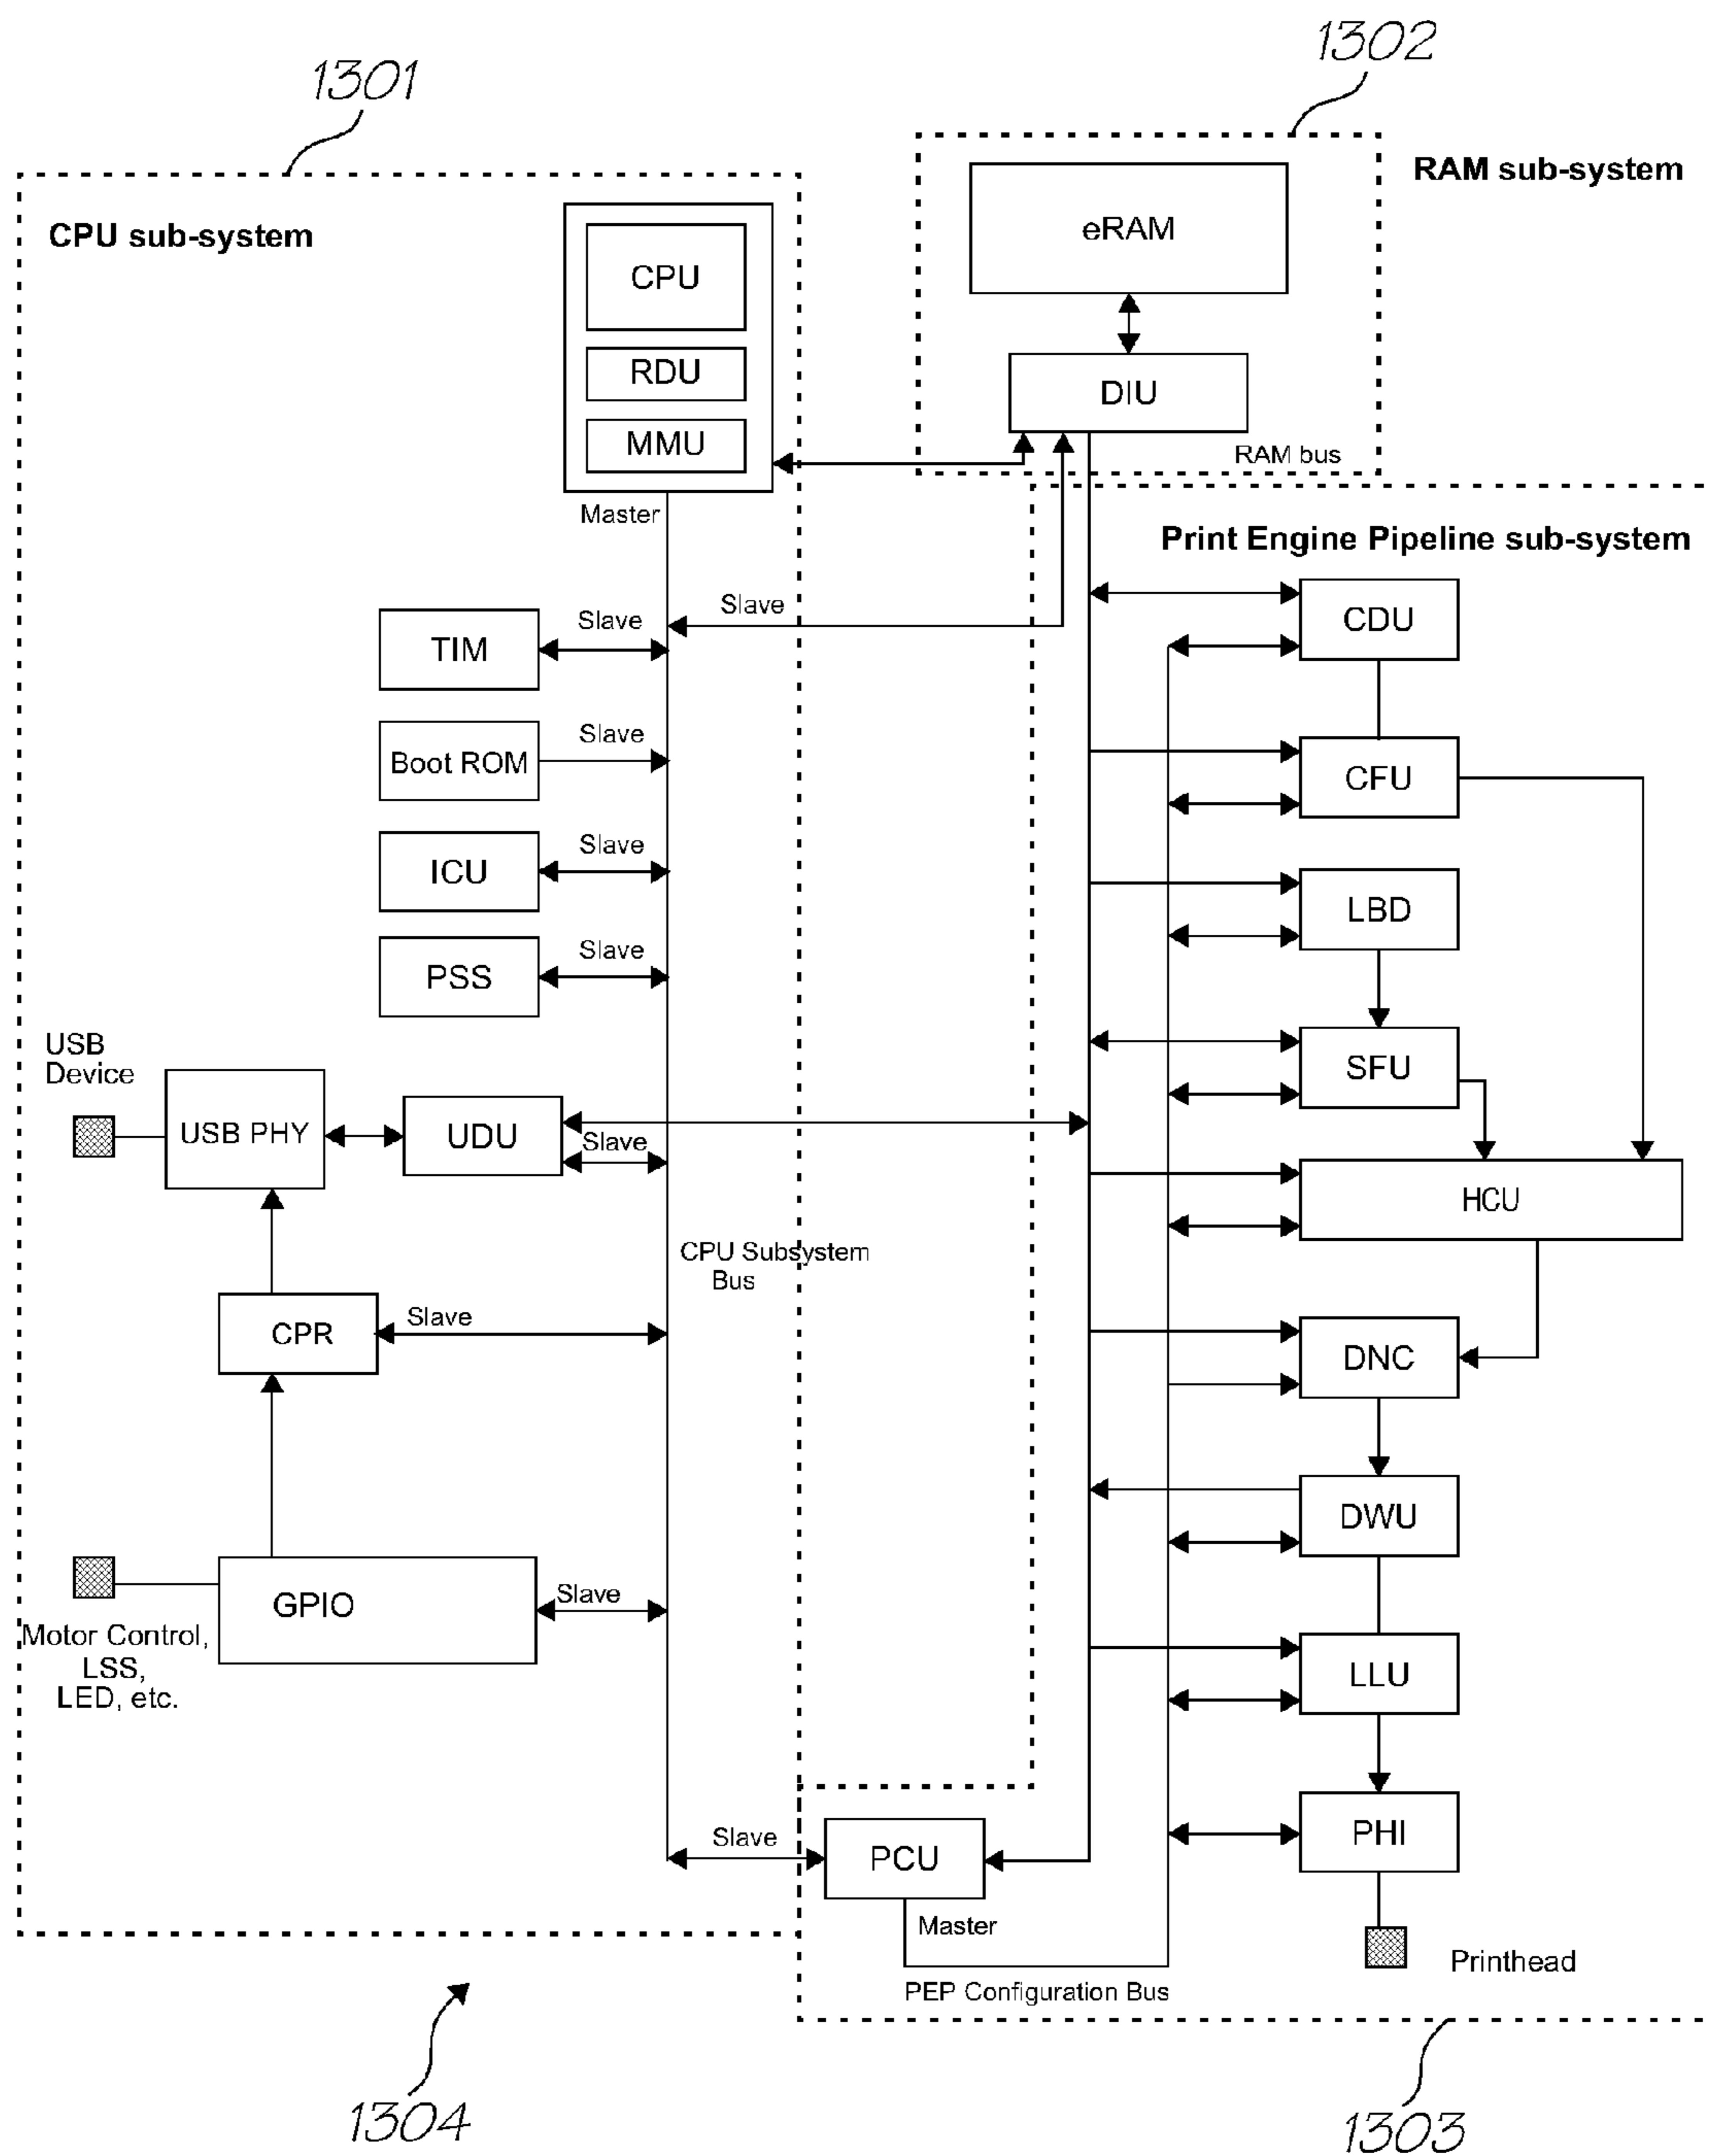 1301
1302
RAM sub-system
CPU sub-system
eRAM
CPU
RDU
DIU
MMU
RAM bus
Master
Print Engine Pipeline sub-system
Slave
Slave
CDU
TIM
Slave
Boot ROM
CFU
Slave
ICU
LBD
Slave
PSS
USB
Device
SFU
USB PHY
UDU
Slave
HCU
CPU Subsystem
Bus
Slave
CPR
DNC
DWU
Slave
GPIO
Motor Control,
LSS,
LED, etc.
LLU
Slave
PCU
PHI
Master
Printhead
PEP Configuration Bus
1304
1303